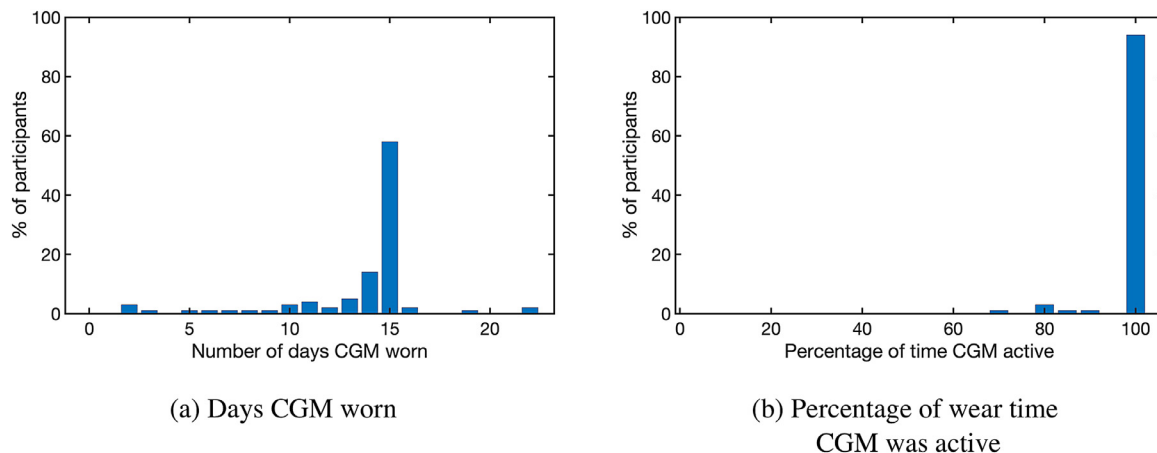 100
80
60
40
20
0
% of participants
0 5 10 15 20
Number of days CGM worn
(a) Days CGM worn
100
80
60
40
20
0
% of participants
0 20 40 60 80 100
Percentage of time CGM active
(b) Percentage of wear time
CGM was active